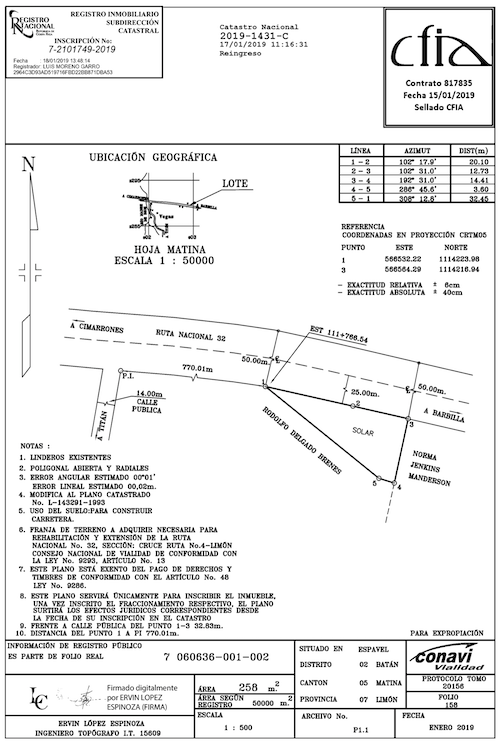 REGISTRO INMOBILIARIO
SUBDIRECCIÓN
CATASTRAL
REGISTRO
NACIONAL
REPUBLICA DE
COSTA RICA
INSCRIPCIÓN No:
7-2101749-2019
Fecha 18/01/2019 13:48:14
Registrador: LUIS MORENO GARRO
2964C3D93AD519716FBD22BB871DBA53
Catastro Nacional
2019-1431-C
17/01/2019 11:16:31
Reingreso
cfia
Contrato 817835
Fecha 15/01/2019
Sellado CFIA
LÍNEA AZIMUT DIST(m)
1 - 2 102° 17.9' 20.10
2 - 3 102° 31.0' 12.73
3 - 4 192° 31.0' 14.41
4 - 5 286° 45.6' 3.60
5 - 1 308° 12.6' 32.45
N
UBICACIÓN GEOGRÁFICA
LOTE
A CIMARRONES
A BARBILLA
HOJA MATINA
ESCALA 1 : 50000
REFERENCIA
COORDENADAS EN PROYECCIÓN CRTM05
PUNTO ESTE NORTE
1 566532.22 1114223.98
3 566564.29 1114216.94
- EXACTITUD RELATIVA ± 6cm
- EXACTITUD ABSOLUTA ± 40cm
A CIMARRONES
RUTA NACIONAL 32
EST 111+766.54
50.00m.
50.00m.
770.01m
P.I.
14.00m
CALLE
PUBLICA
A TITÁN
25.00m.
A BARBILLA
1
2
3
4
5
SOLAR
RODOLFO DELGADO BRENES
NORMA
JENKINS
MANDERSON
NOTAS :
1. LINDEROS EXISTENTES
2. POLIGONAL ABIERTA Y RADIALES
3. ERROR ANGULAR ESTIMADO 00°01'
ERROR LINEAL ESTIMADO 00,02m.
4. MODIFICA AL PLANO CATASTRADO
No. L-143291-1993
5. USO DEL SUELO:PARA CONSTRUIR
CARRETERA.
6. FRANJA DE TERRENO A ADQUIRIR NECESARIA PARA
REHABILITACIÓN Y EXTENSIÓN DE LA RUTA
NACIONAL No. 32, SECCIÓN: CRUCE RUTA No.4-LIMÓN
CONSEJO NACIONAL DE VIALIDAD DE CONFORMIDAD CON
LA LEY No. 9293, ARTÍCULO No. 13
7. ESTE PLANO ESTÁ EXENTO DEL PAGO DE DERECHOS Y
TIMBRES DE CONFORMIDAD CON EL ARTÍCULO No. 48
LEY No. 9286.
8. ESTE PLANO SERVIRÁ ÚNICAMENTE PARA INSCRIBIR EL INMUEBLE,
UNA VEZ INSCRITO EL FRACCIONAMIENTO RESPECTIVO, EL PLANO
SURTIRÁ LOS EFECTOS JURIDICOS CORRESPONDIENTES DESDE
LA FECHA DE SU INSCRIPCIÓN EN EL CATASTRO
9. FRENTE A CALLE PÚBLICA DEL PUNTO 1-3 32.83m.
10. DISTANCIA DEL PUNTO 1 A PI 770.01m.
PARA EXPROPIACIÓN
INFORMACIÓN DE REGISTRO PÚBLICO
ES PARTE DE FOLIO REAL 7 060636-001-002
SITUADO EN ESPAVEL
DISTRITO 02 BATÁN
CANTON 05 MATINA
PROVINCIA 07 LIMÓN
conavi
Vialidad
PROTOCOLO TOMO
20156
FOLIO
158
Firmado digitalmente
por ERVIN LOPEZ
ESPINOZA (FIRMA)
ERVIN LÓPEZ ESPINOZA
INGENIERO TOPÓGRAFO I.T. 15609
ÁREA 258 m.2
ÁREA SEGÚN
REGISTRO 50000 m.2
ESCALA
1 : 500
ARCHIVO No.
P1.1
FECHA
ENERO 2019